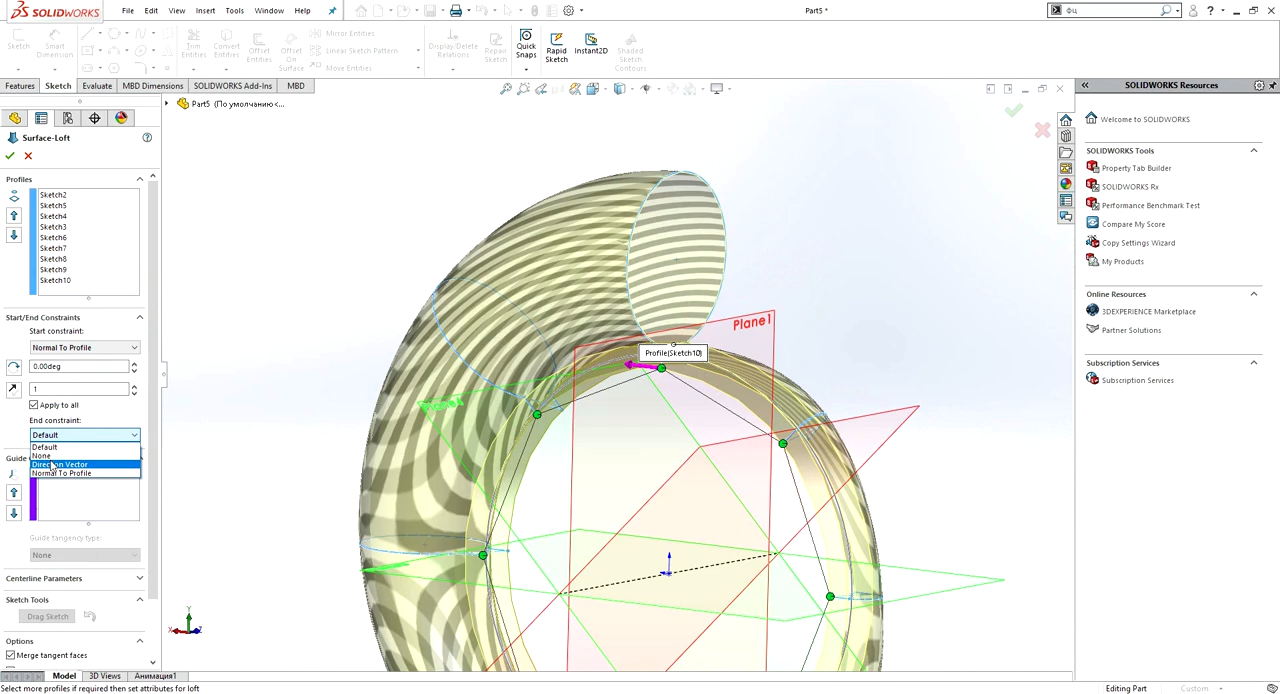 SOLIDWORKS File Edit View Insert Tools Window Help Part5 * фц
Sketch Smart Dimension Trim Entities Convert Entities Offset Entities Offset On Surface Mirror Entities Linear Sketch Pattern Move Entities Display/Delete Relations Repair Sketch Quick Snaps Rapid Sketch Instant2D Shaded Sketch Contours
Features Sketch Evaluate MBD Dimensions SOLIDWORKS Add-Ins MBD
Part5 (По умолчанию<...
Surface-Loft
Profiles
Sketch2
Sketch5
Sketch4
Sketch3
Sketch6
Sketch7
Sketch8
Sketch9
Sketch10
Start/End Constraints
Start constraint:
Normal To Profile
0.00deg
1
Apply to all
End constraint:
Default
Default
None
Direction Vector
Normal To Profile
Guide
Guide tangency type:
None
Centerline Parameters
Sketch Tools
Drag Sketch
Options
Merge tangent faces
Plane1
Profile(Sketch10)
Y
X
Z
SOLIDWORKS Resources
Welcome to SOLIDWORKS
SOLIDWORKS Tools
Property Tab Builder
SOLIDWORKS Rx
Performance Benchmark Test
Compare My Score
Copy Settings Wizard
My Products
Online Resources
3DEXPERIENCE Marketplace
Partner Solutions
Subscription Services
Subscription Services
Model 3D Views Анимация1
Select more profiles if required then set attributes for loft
Editing Part Custom